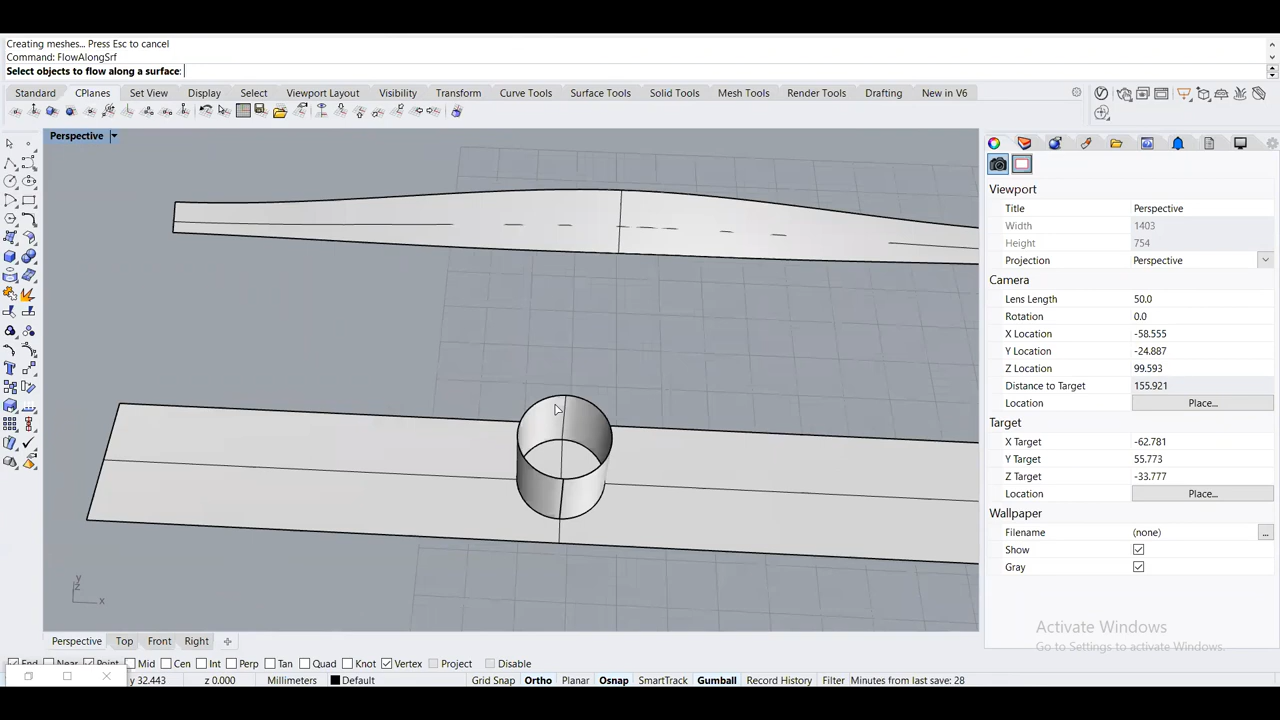 Creating meshes... Press Esc to cancel
Command: FlowAlongSrf
Select objects to flow along a surface:
Standard CPlanes Set View Display Select Viewport Layout Visibility Transform Curve Tools Surface Tools Solid Tools Mesh Tools Render Tools Drafting New in V6
Perspective
Viewport
Title Perspective
Width 1403
Height 754
Projection Perspective
Camera
Lens Length 50.0
Rotation 0.0
X Location -58.555
Y Location -24.887
Z Location 99.593
Distance to Target 155.921
Location Place...
Target
X Target -62.781
Y Target 55.773
Z Target -33.777
Location Place...
Wallpaper
Filename (none) ...
Show
Gray
y
z
x
Activate Windows
Go to Settings to activate Windows.
Perspective Top Front Right
End Near Point Mid Cen Int Perp Tan Quad Knot Vertex Project Disable
y 32.443 z 0.000 Millimeters Default Grid Snap Ortho Planar Osnap SmartTrack Gumball Record History Filter Minutes from last save: 28